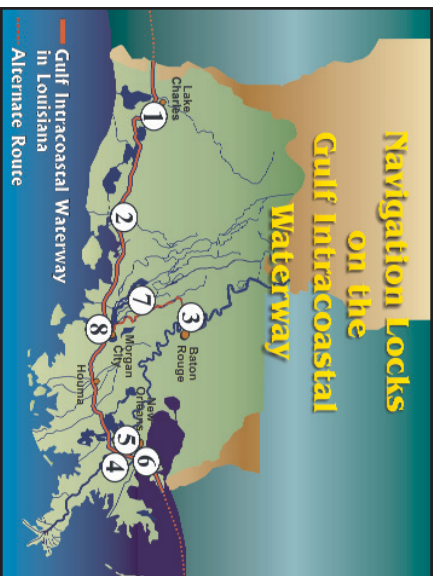 Navigation Locks
on the
Gulf Intracoastal
Waterway
Lake
Charles
1
2
3
Baton
Rouge
7
8
Morgan
City
Houma
New
Orleans
5
4
6
Gulf Intracoastal Waterway
in Louisiana
Alternate Route